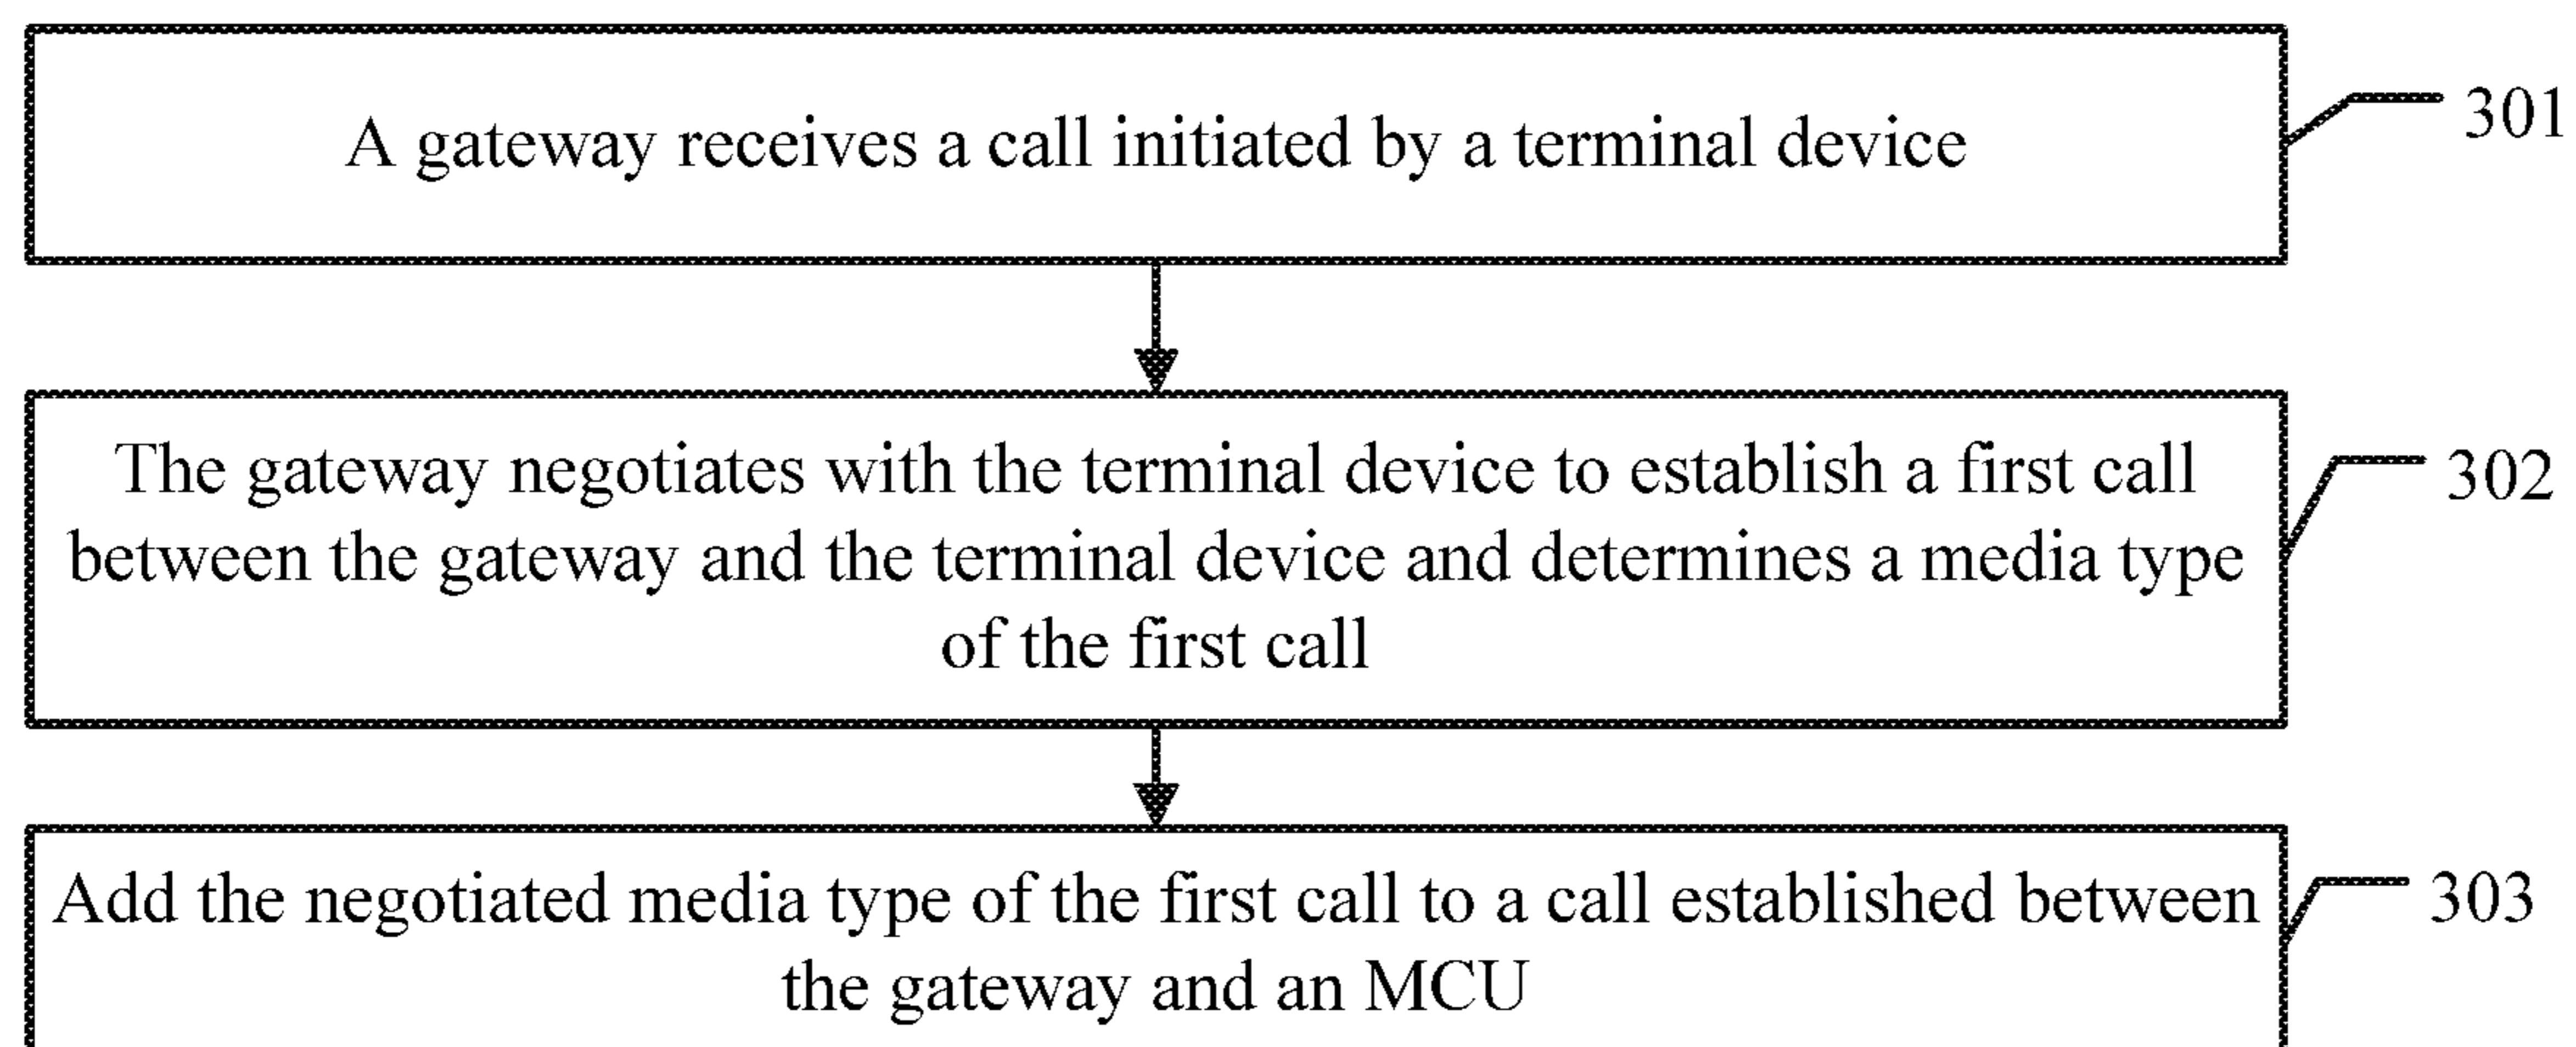 A gateway receives a call initiated by a terminal device
301
The gateway negotiates with the terminal device to establish a first call
between the gateway and the terminal device and determines a media type
of the first call
302
Add the negotiated media type of the first call to a call established between
the gateway and an MCU
303